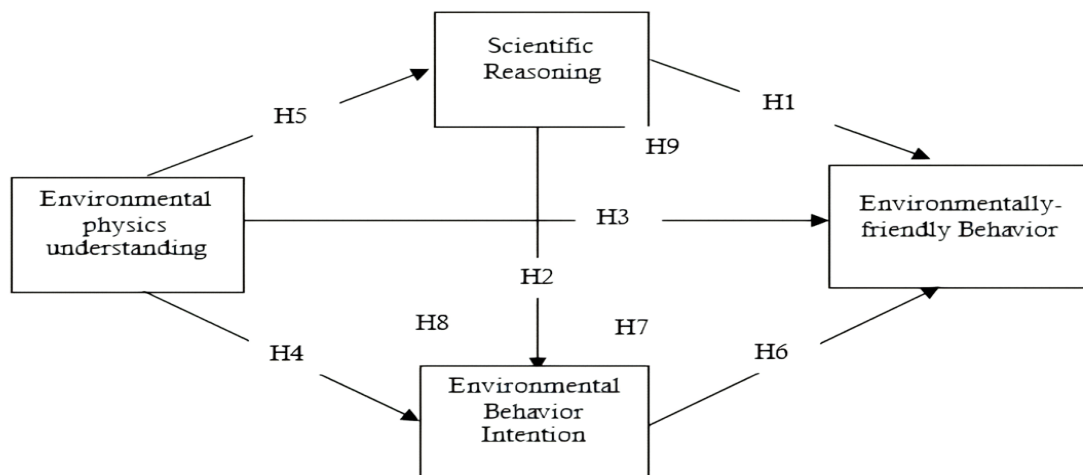 Scientific
Reasoning
H1
H5
H9
Environmental
physics
understanding
H3
Environmentally-
friendly Behavior
H2
H8
H7
H4
H6
Environmental
Behavior
Intention